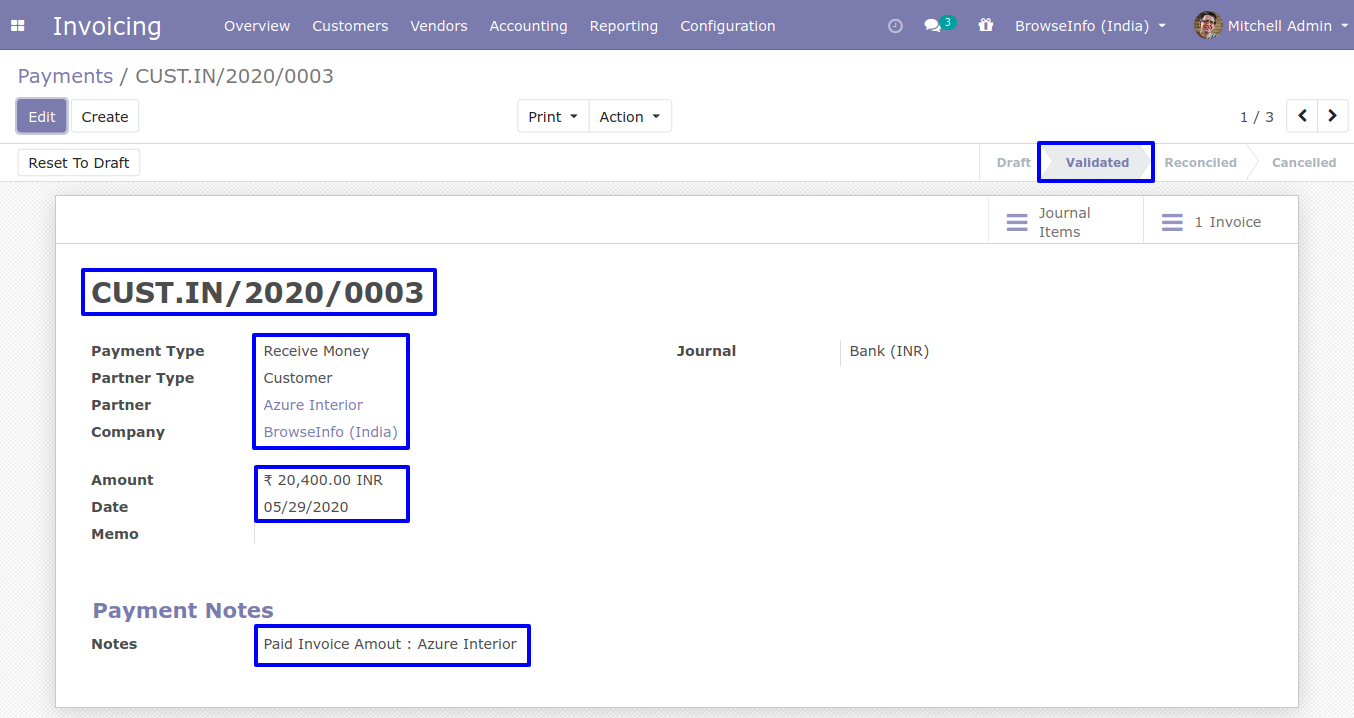 Invoicing Overview Customers Vendors Accounting Reporting Configuration 3 BrowseInfo (India) Mitchell Admin
Payments / CUST.IN/2020/0003
Edit Create Print Action 1 / 3
Reset To Draft Draft Validated Reconciled Cancelled
Journal
Items
1 Invoice
CUST.IN/2020/0003
Payment Type Receive Money Journal Bank (INR)
Partner Type Customer
Partner Azure Interior
Company BrowseInfo (India)
Amount ₹ 20,400.00 INR
Date 05/29/2020
Memo
Payment Notes
Notes Paid Invoice Amout : Azure Interior